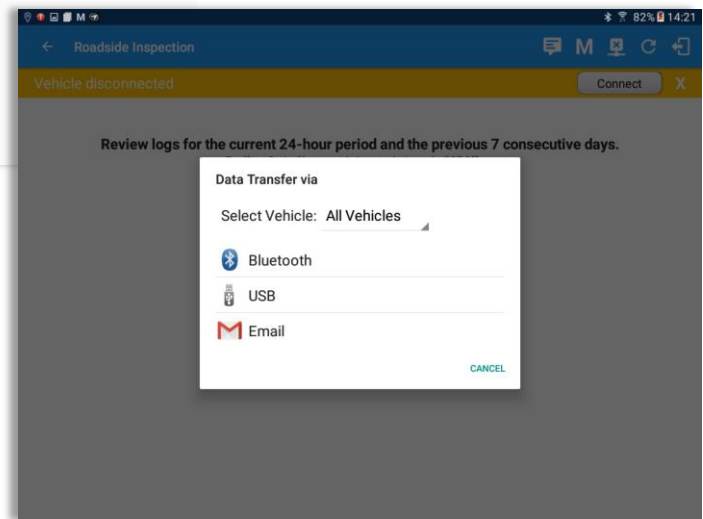 82% 14:21
Roadside Inspection
M
Vehicle disconnected
Connect
X
Review logs for the current 24-hour period and the previous 7 consecutive days.
Data Transfer via
Select Vehicle: All Vehicles
Bluetooth
USB
Email
CANCEL